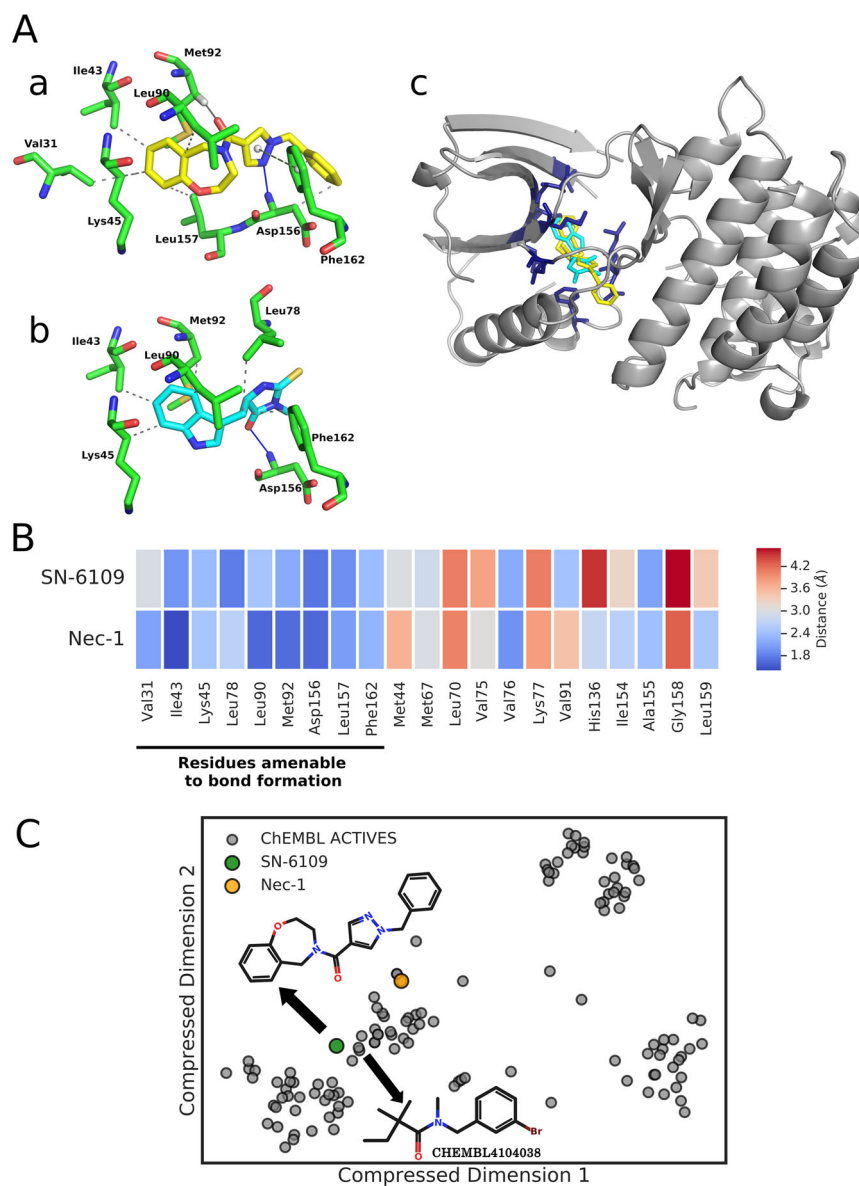 A
a
Met92
Ile43
Leu90
Val31
Lys45
Leu157
Asp156
Phe162
b
Met92
Leu78
Ile43
Leu90
Lys45
Phe162
Asp156
c
B
SN-6109
Nec-1
Val31
Ile43
Lys45
Leu78
Leu90
Met92
Asp156
Leu157
Phe162
Met44
Met67
Leu70
Val75
Val76
Lys77
Val91
His136
Ile154
Ala155
Gly158
Leu159
4.2
3.6
3.0
2.4
1.8
Distance (Å)
Residues amenable
to bond formation
C
ChEMBL ACTIVES
SN-6109
Nec-1
O
N
O
N
N
N
O
Br
CHEMBL4104038
Compressed Dimension 2
Compressed Dimension 1